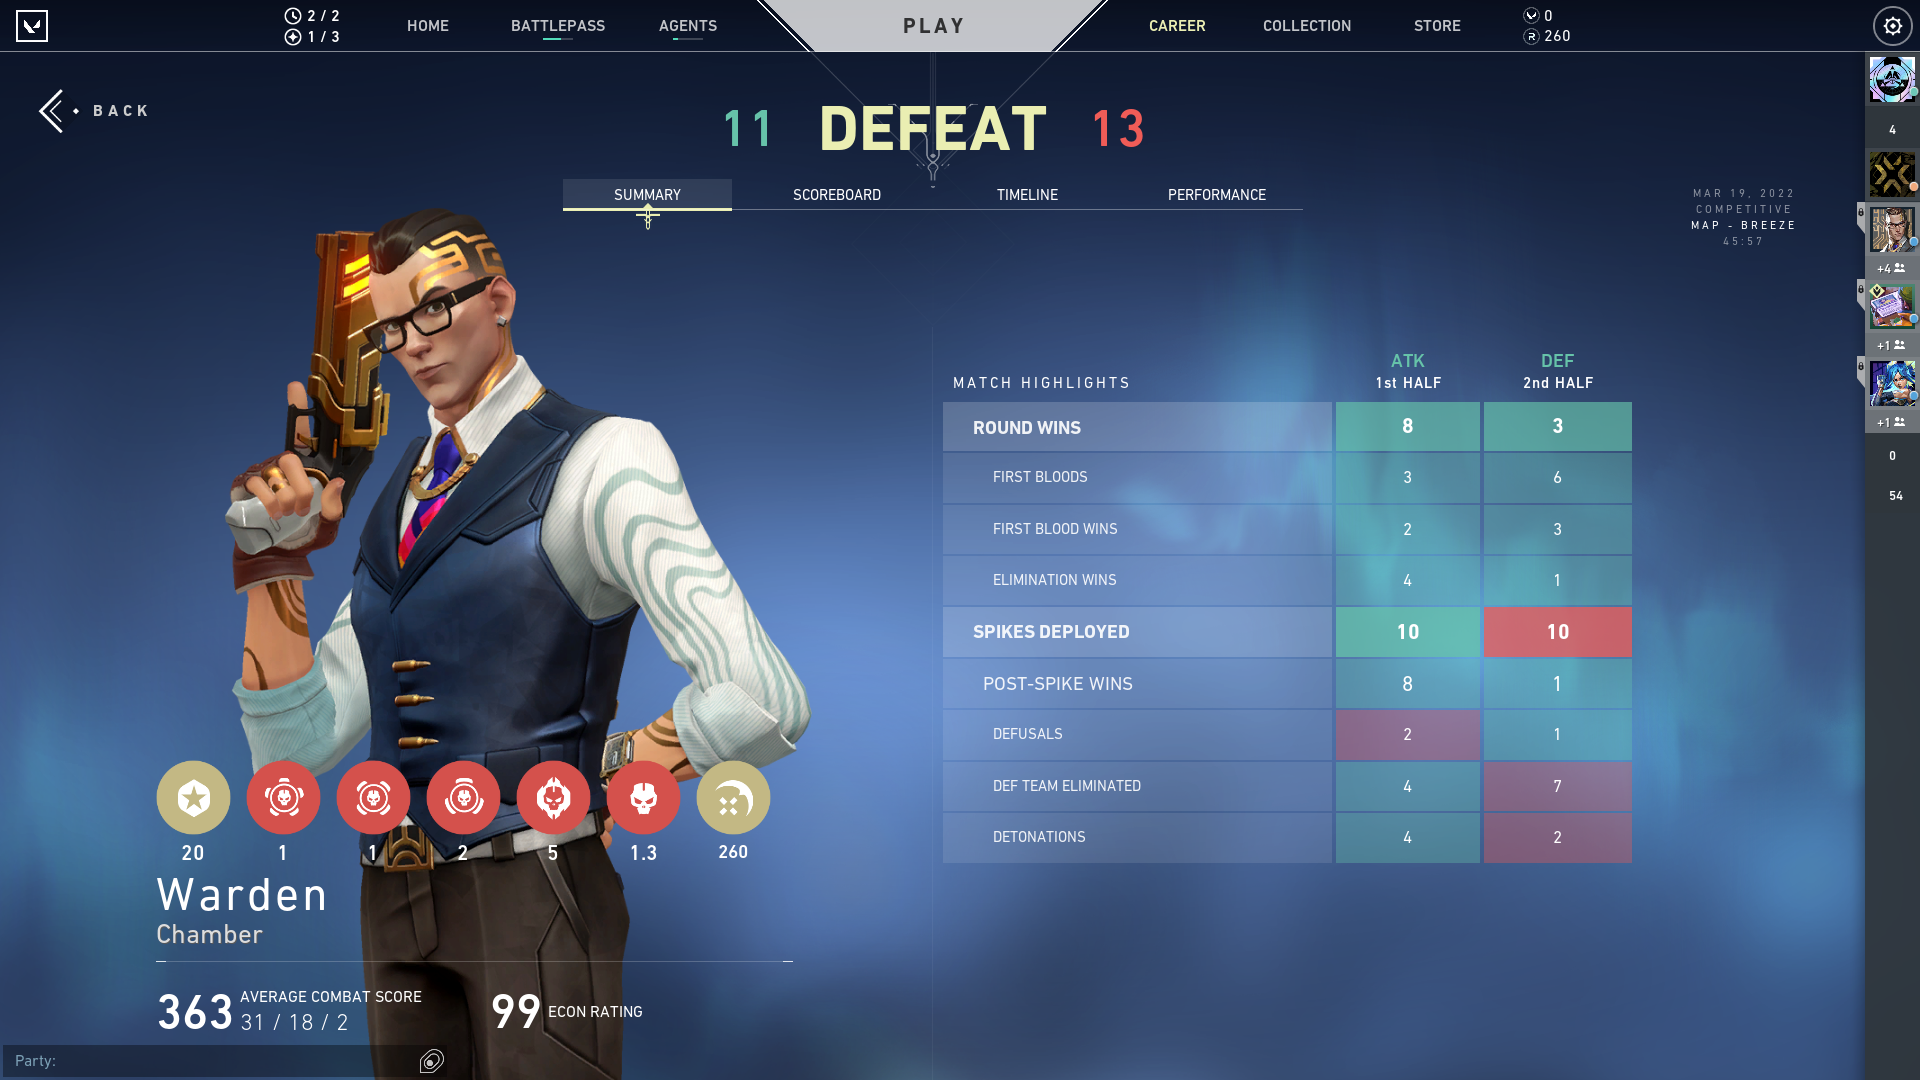 2 / 2
1 / 3
HOME
BATTLEPASS
AGENTS
PLAY
CAREER
COLLECTION
STORE
0
260
BACK
11 DEFEAT 13
SUMMARY
SCOREBOARD
TIMELINE
PERFORMANCE
MAR 19, 2022
COMPETITIVE
MAP - BREEZE
45:57
4
+4
+1
+1
0
54
MATCH HIGHLIGHTS
ATK
1st HALF
DEF
2nd HALF
ROUND WINS 8 3
FIRST BLOODS 3 6
FIRST BLOOD WINS 2 3
ELIMINATION WINS 4 1
SPIKES DEPLOYED 10 10
POST-SPIKE WINS 8 1
DEFUSALS 2 1
DEF TEAM ELIMINATED 4 7
DETONATIONS 4 2
20 1 1 2 5 1.3 260
Warden
Chamber
363 AVERAGE COMBAT SCORE
31 / 18 / 2
99 ECON RATING
Party: